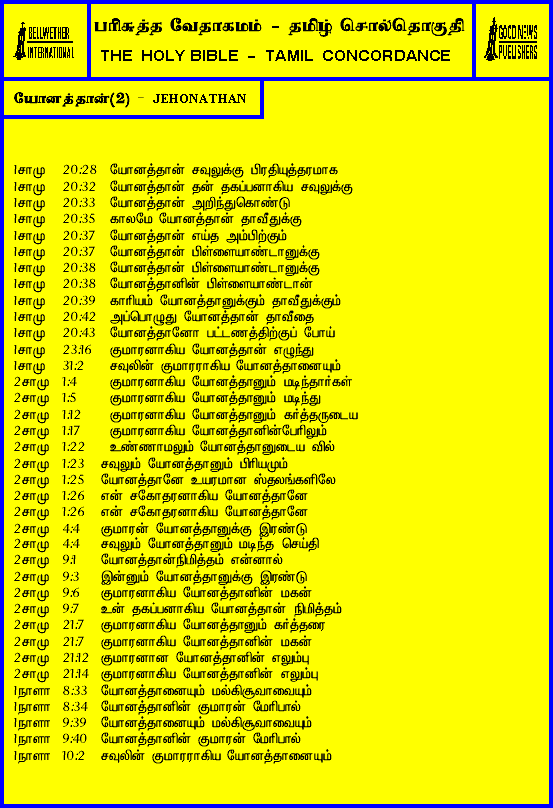 BELLWETHER
INTERNATIONAL
பரிசுத்த வேதாகமம் - தமிழ் சொல்தொகுதி
THE HOLY BIBLE - TAMIL CONCORDANCE
GOOD NEWS
PUBLISHERS
யோனத்தான்(2) - JEHONATHAN
1சாமு 20:28 யோனத்தான் சவுலுக்கு பிரதியுத்தரமாக
1சாமு 20:32 யோனத்தான் தன் தகப்பனாகிய சவுலுக்கு
1சாமு 20:33 யோனத்தான் அறிந்துகொண்டு
1சாமு 20:35 காலமே யோனத்தான் தாவீதுக்கு
1சாமு 20:37 யோனத்தான் எய்த அம்பிற்கும்
1சாமு 20:37 யோனத்தான் பிள்ளையாண்டானுக்கு
1சாமு 20:38 யோனத்தான் பிள்ளையாண்டானுக்கு
1சாமு 20:38 யோனத்தானின் பிள்ளையாண்டான்
1சாமு 20:39 காரியம் யோனத்தானுக்கும் தாவீதுக்கும்
1சாமு 20:42 அப்பொழுது யோனத்தான் தாவீதை
1சாமு 20:43 யோனத்தானோ பட்டணத்திற்குப் போய்
1சாமு 23:16 குமாரனாகிய யோனத்தான் எழுந்து
1சாமு 31:2 சவுலின் குமாரராகிய யோனத்தானையும்
2சாமு 1:4 குமாரனாகிய யோனத்தானும் மடிந்தார்கள்
2சாமு 1:5 குமாரனாகிய யோனத்தானும் மடிந்து
2சாமு 1:12 குமாரனாகிய யோனத்தானும் கர்த்தருடைய
2சாமு 1:17 குமாரனாகிய யோனத்தானின்பேரிலும்
2சாமு 1:22 உண்ணாமலும் யோனத்தானுடைய வில்
2சாமு 1:23 சவுலும் யோனத்தானும் பிரியமும்
2சாமு 1:25 யோனத்தானே உயரமான ஸ்தலங்களிலே
2சாமு 1:26 என் சகோதரனாகிய யோனத்தானே
2சாமு 1:26 என் சகோதரனாகிய யோனத்தானே
2சாமு 4:4 குமாரன் யோனத்தானுக்கு இரண்டு
2சாமு 4:4 சவுலும் யோனத்தானும் மடிந்த செய்தி
2சாமு 9:1 யோனத்தான்நிமித்தம் என்னால்
2சாமு 9:3 இன்னும் யோனத்தானுக்கு இரண்டு
2சாமு 9:6 குமாரனாகிய யோனத்தானின் மகன்
2சாமு 9:7 உன் தகப்பனாகிய யோனத்தான் நிமித்தம்
2சாமு 21:7 குமாரனாகிய யோனத்தானும் கர்த்தரை
2சாமு 21:7 குமாரனாகிய யோனத்தானின் மகன்
2சாமு 21:12 குமாரனான யோனத்தானின் எலும்பு
2சாமு 21:14 குமாரனாகிய யோனத்தானின் எலும்பு
1நாளா 8:33 யோனத்தானையும் மல்கிசூவாவையும்
1நாளா 8:34 யோனத்தானின் குமாரன் மேரிபால்
1நாளா 9:39 யோனத்தானையும் மல்கிசூவாவையும்
1நாளா 9:40 யோனத்தானின் குமாரன் மேரிபால்
1நாளா 10:2 சவுலின் குமாரராகிய யோனத்தானையும்